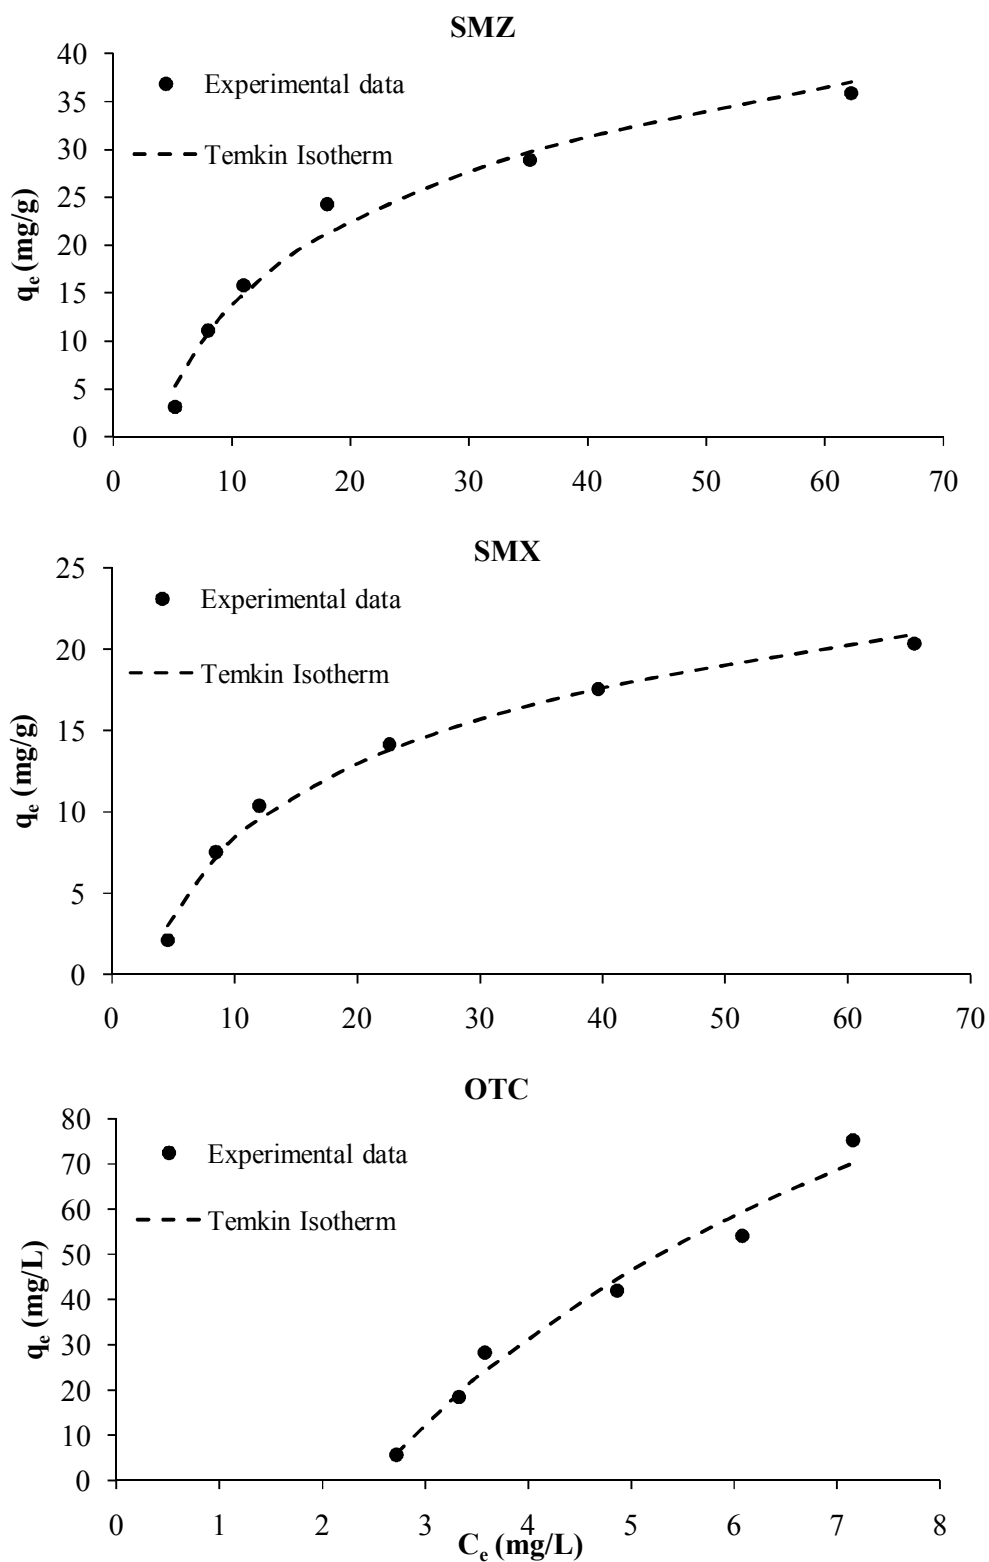 SMZ
40
35
30
25
20
15
10
5
0
Experimental data
Temkin Isotherm
qe (mg/g)
0 10 20 30 40 50 60 70
SMX
25
20
15
10
5
0
Experimental data
Temkin Isotherm
qe (mg/g)
0 10 20 30 40 50 60 70
OTC
80
70
60
50
40
30
20
10
0
Experimental data
Temkin Isotherm
qe (mg/L)
0 1 2 3 4 5 6 7 8
Ce (mg/L)